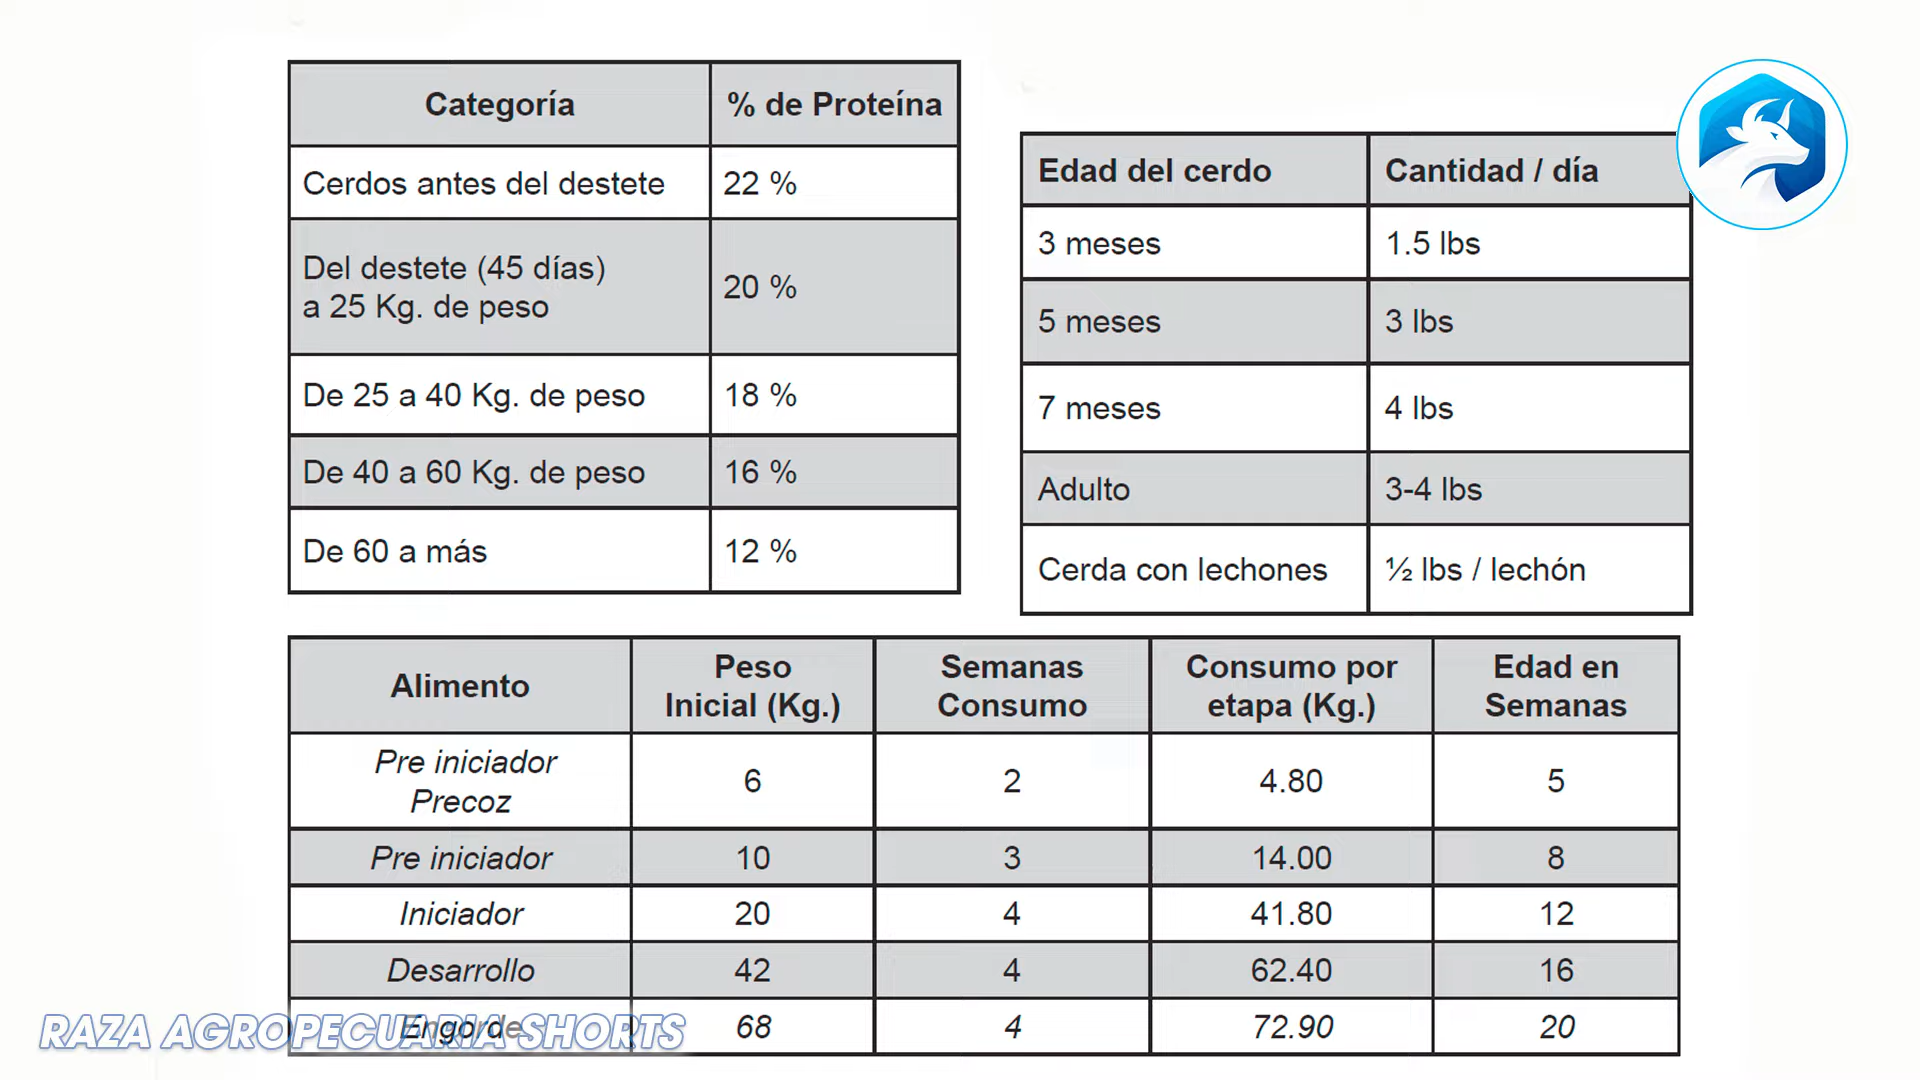 Categoría % de Proteína
Cerdos antes del destete 22 %
Del destete (45 días)
a 25 Kg. de peso 20 %
De 25 a 40 Kg. de peso 18 %
De 40 a 60 Kg. de peso 16 %
De 60 a más 12 %
Edad del cerdo Cantidad / día
3 meses 1.5 lbs
5 meses 3 lbs
7 meses 4 lbs
Adulto 3-4 lbs
Cerda con lechones ½ lbs / lechón
Alimento Peso Inicial (Kg.) Semanas Consumo Consumo por etapa (Kg.) Edad en Semanas
Pre iniciador Precoz 6 2 4.80 5
Pre iniciador 10 3 14.00 8
Iniciador 20 4 41.80 12
Desarrollo 42 4 62.40 16
Engorde 68 4 72.90 20
RAZA AGROPECUARIA SHORTS